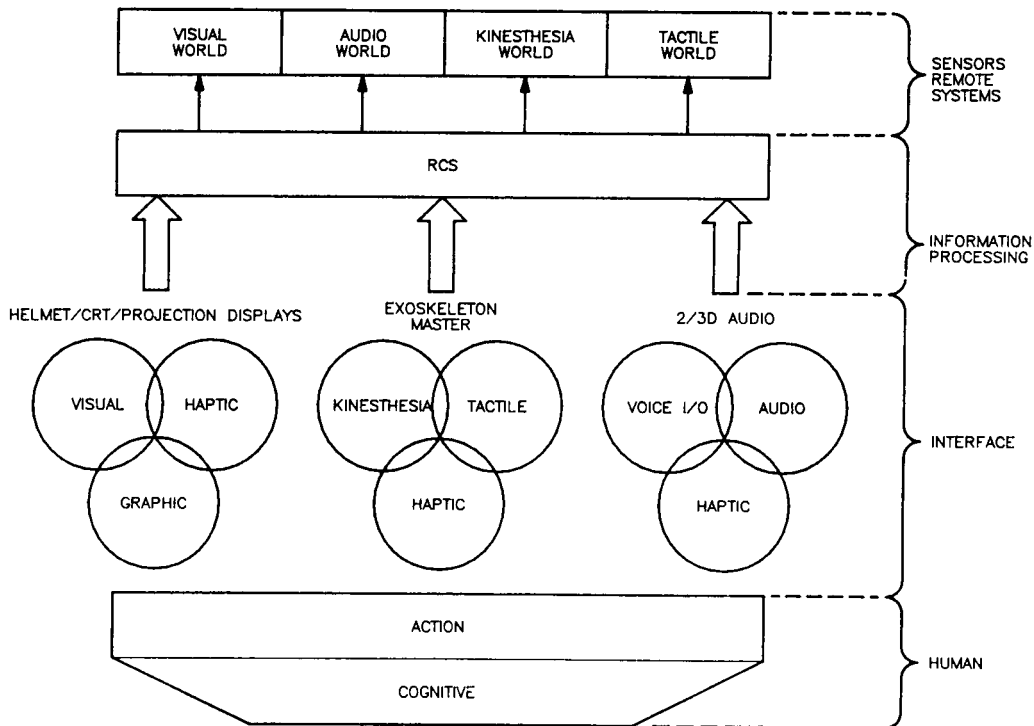 VISUAL WORLD
AUDIO WORLD
KINESTHESIA WORLD
TACTILE WORLD
SENSORS REMOTE SYSTEMS
RCS
INFORMATION PROCESSING
HELMET/CRT/PROJECTION DISPLAYS
EXOSKELETON MASTER
2/3D AUDIO
VISUAL
HAPTIC
GRAPHIC
KINESTHESIA
TACTILE
HAPTIC
VOICE I/O
AUDIO
HAPTIC
INTERFACE
ACTION
COGNITIVE
HUMAN